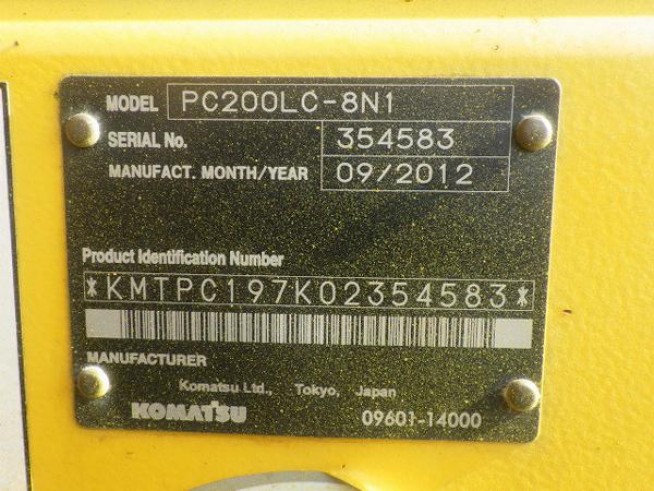 MODEL PC200LC-8N1
SERIAL No. 354583
MANUFACT. MONTH/YEAR 09/2012
Product Identification Number
*KMTPC197K02354583*
MANUFACTURER
Komatsu Ltd., Tokyo, Japan
KOMATSU 09601-14000